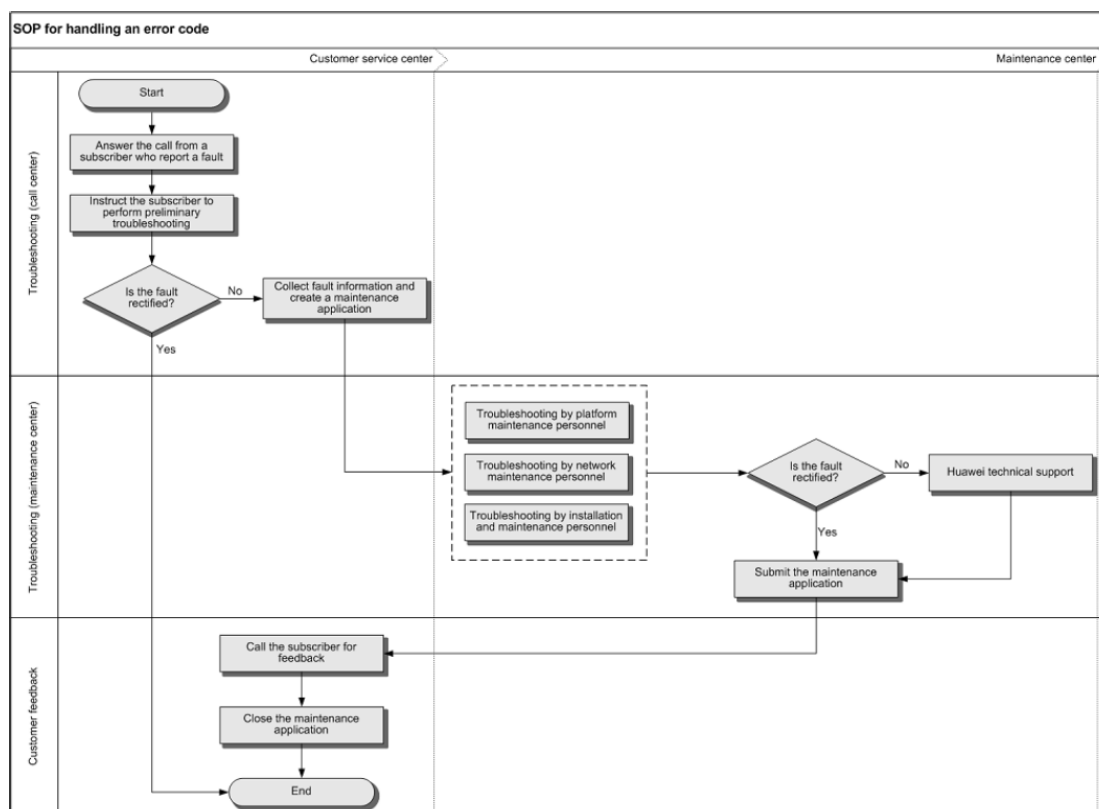 SOP for handling an error code
Customer service center
Maintenance center
Troubleshooting (call center)
Start
Answer the call from a
subscriber who report a fault
Instruct the subscriber to
perform preliminary
troubleshooting
Is the fault
rectified?
No
Collect fault information and
create a maintenance
application
Yes
Troubleshooting (maintenance center)
Troubleshooting by platform
maintenance personnel
Troubleshooting by network
maintenance personnel
Troubleshooting by installation
and maintenance personnel
Is the fault
rectified?
No
Huawei technical support
Yes
Submit the maintenance
application
Customer feedback
Call the subscriber for
feedback
Close the maintenance
application
End